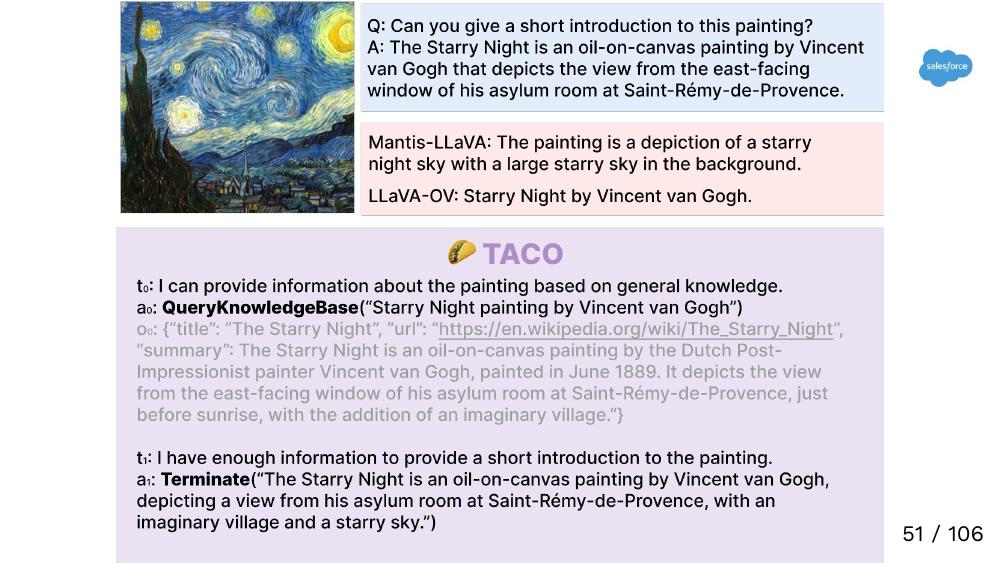 Q: Can you give a short introduction to this painting?
A: The Starry Night is an oil-on-canvas painting by Vincent
van Gogh that depicts the view from the east-facing
window of his asylum room at Saint-Rémy-de-Provence.
salesforce
Mantis-LLaVA: The painting is a depiction of a starry
night sky with a large starry sky in the background.
LLaVA-OV: Starry Night by Vincent van Gogh.
TACO
t₀: I can provide information about the painting based on general knowledge.
a₀: QueryKnowledgeBase(“Starry Night painting by Vincent van Gogh”)
o₀: {“title”: “The Starry Night”, “url”: “https://en.wikipedia.org/wiki/The_Starry_Night”,
“summary”: The Starry Night is an oil-on-canvas painting by the Dutch Post-
Impressionist painter Vincent van Gogh, painted in June 1889. It depicts the view
from the east-facing window of his asylum room at Saint-Rémy-de-Provence, just
before sunrise, with the addition of an imaginary village.“}
t₁: I have enough information to provide a short introduction to the painting.
a₁: Terminate(“The Starry Night is an oil-on-canvas painting by Vincent van Gogh,
depicting a view from his asylum room at Saint-Rémy-de-Provence, with an
imaginary village and a starry sky.”)
51 / 106